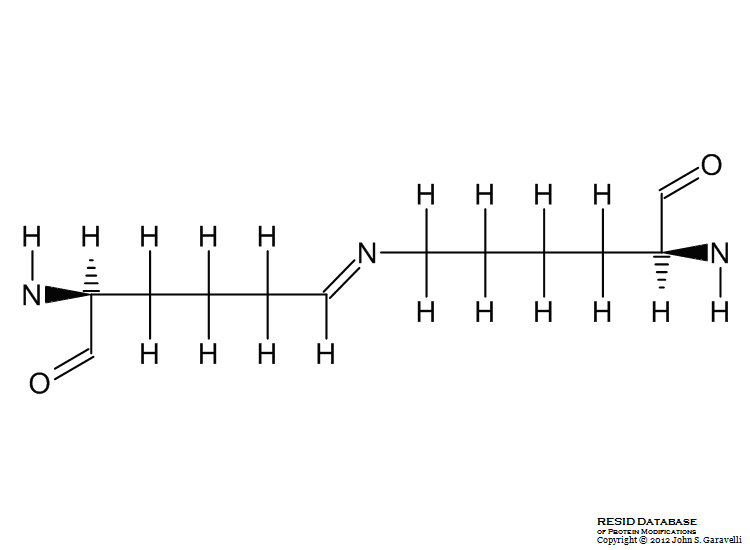 H H H H O
H H H H H N N
N H
O H H H H H H H H H H
RESID DATABASE
OF PROTEIN MODIFICATIONS
Copyright © 2012 John S. Garavelli